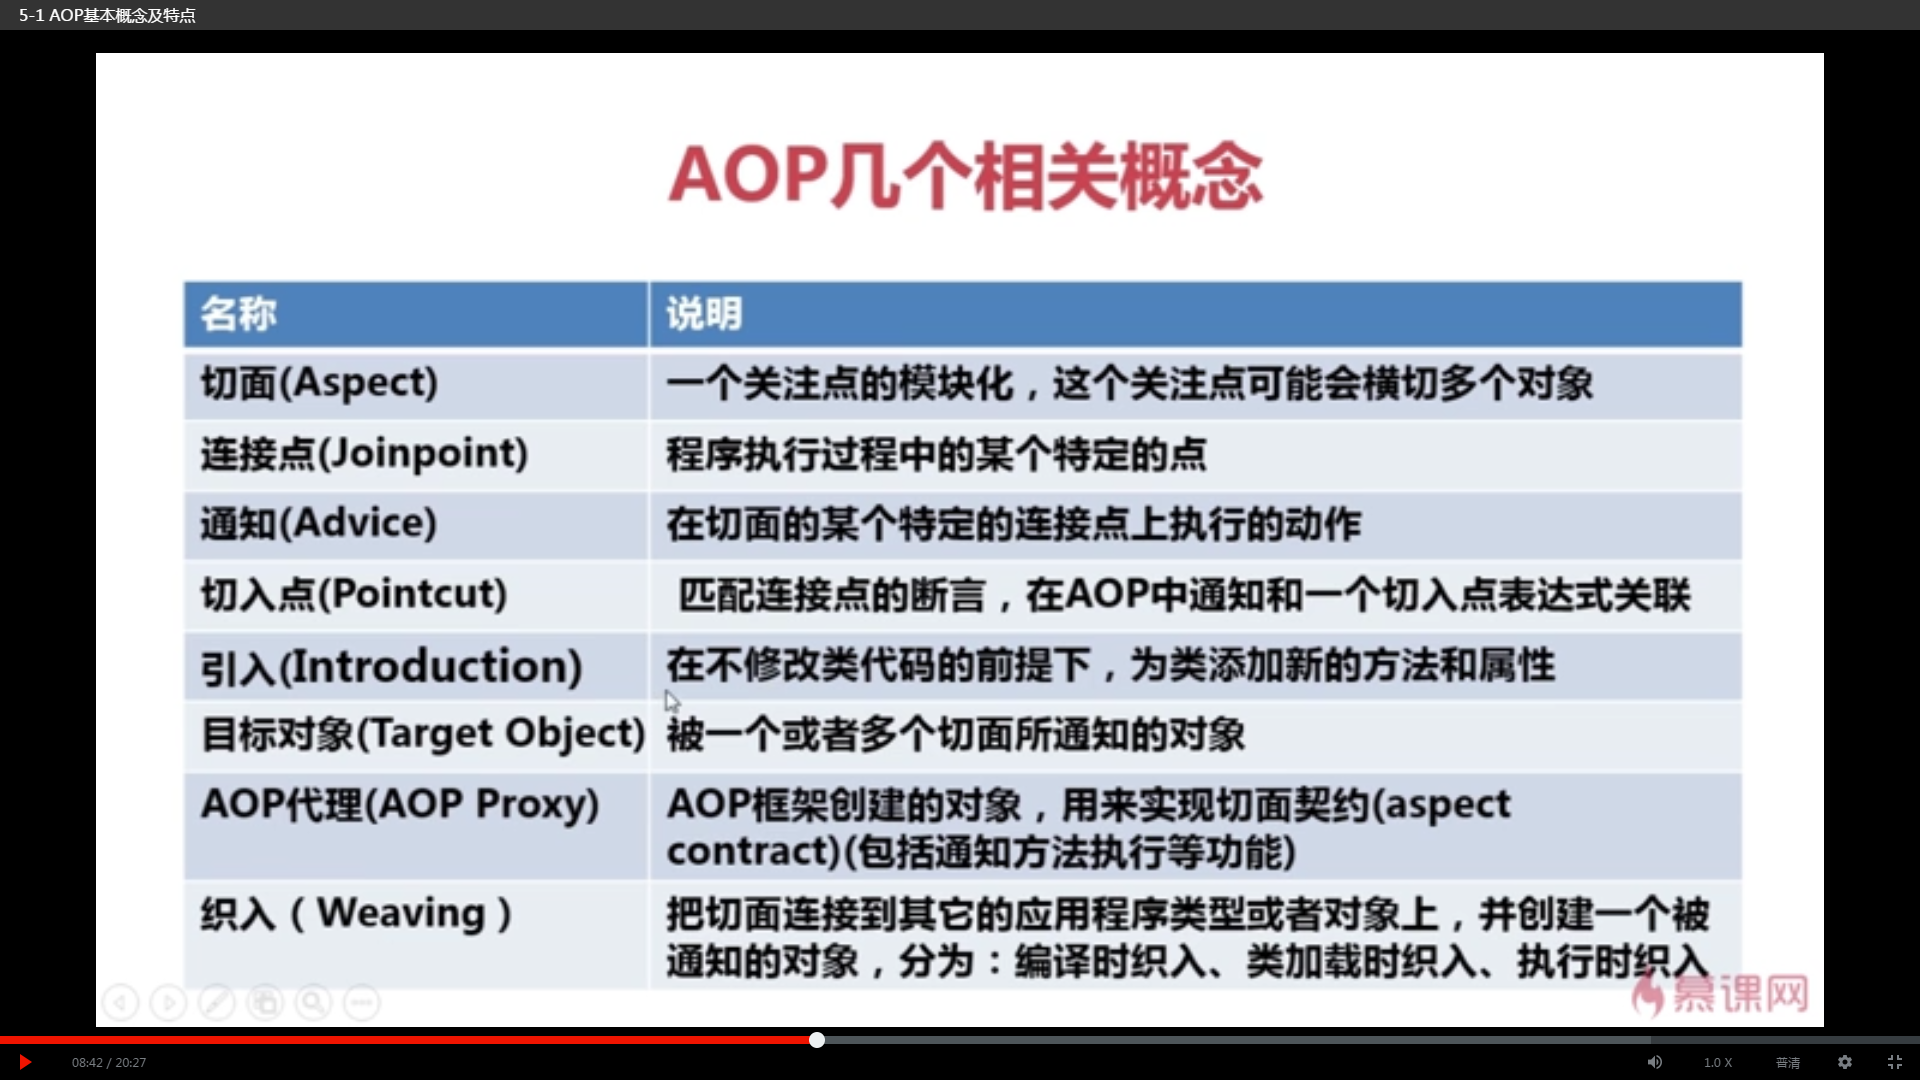 5-1 AOP基本概念及特点
AOP几个相关概念
名称 说明
切面(Aspect) 一个关注点的模块化，这个关注点可能会横切多个对象
连接点(Joinpoint) 程序执行过程中的某个特定的点
通知(Advice) 在切面的某个特定的连接点上执行的动作
切入点(Pointcut) 匹配连接点的断言，在AOP中通知和一个切入点表达式关联
引入(Introduction) 在不修改类代码的前提下，为类添加新的方法和属性
目标对象(Target Object) 被一个或者多个切面所通知的对象
AOP代理(AOP Proxy) AOP框架创建的对象，用来实现切面契约(aspect
contract)(包括通知方法执行等功能)
织入（Weaving） 把切面连接到其它的应用程序类型或者对象上，并创建一个被
通知的对象，分为：编译时织入、类加载时织入、执行时织入
慕课网
08:42 / 20:27 1.0 X 普清